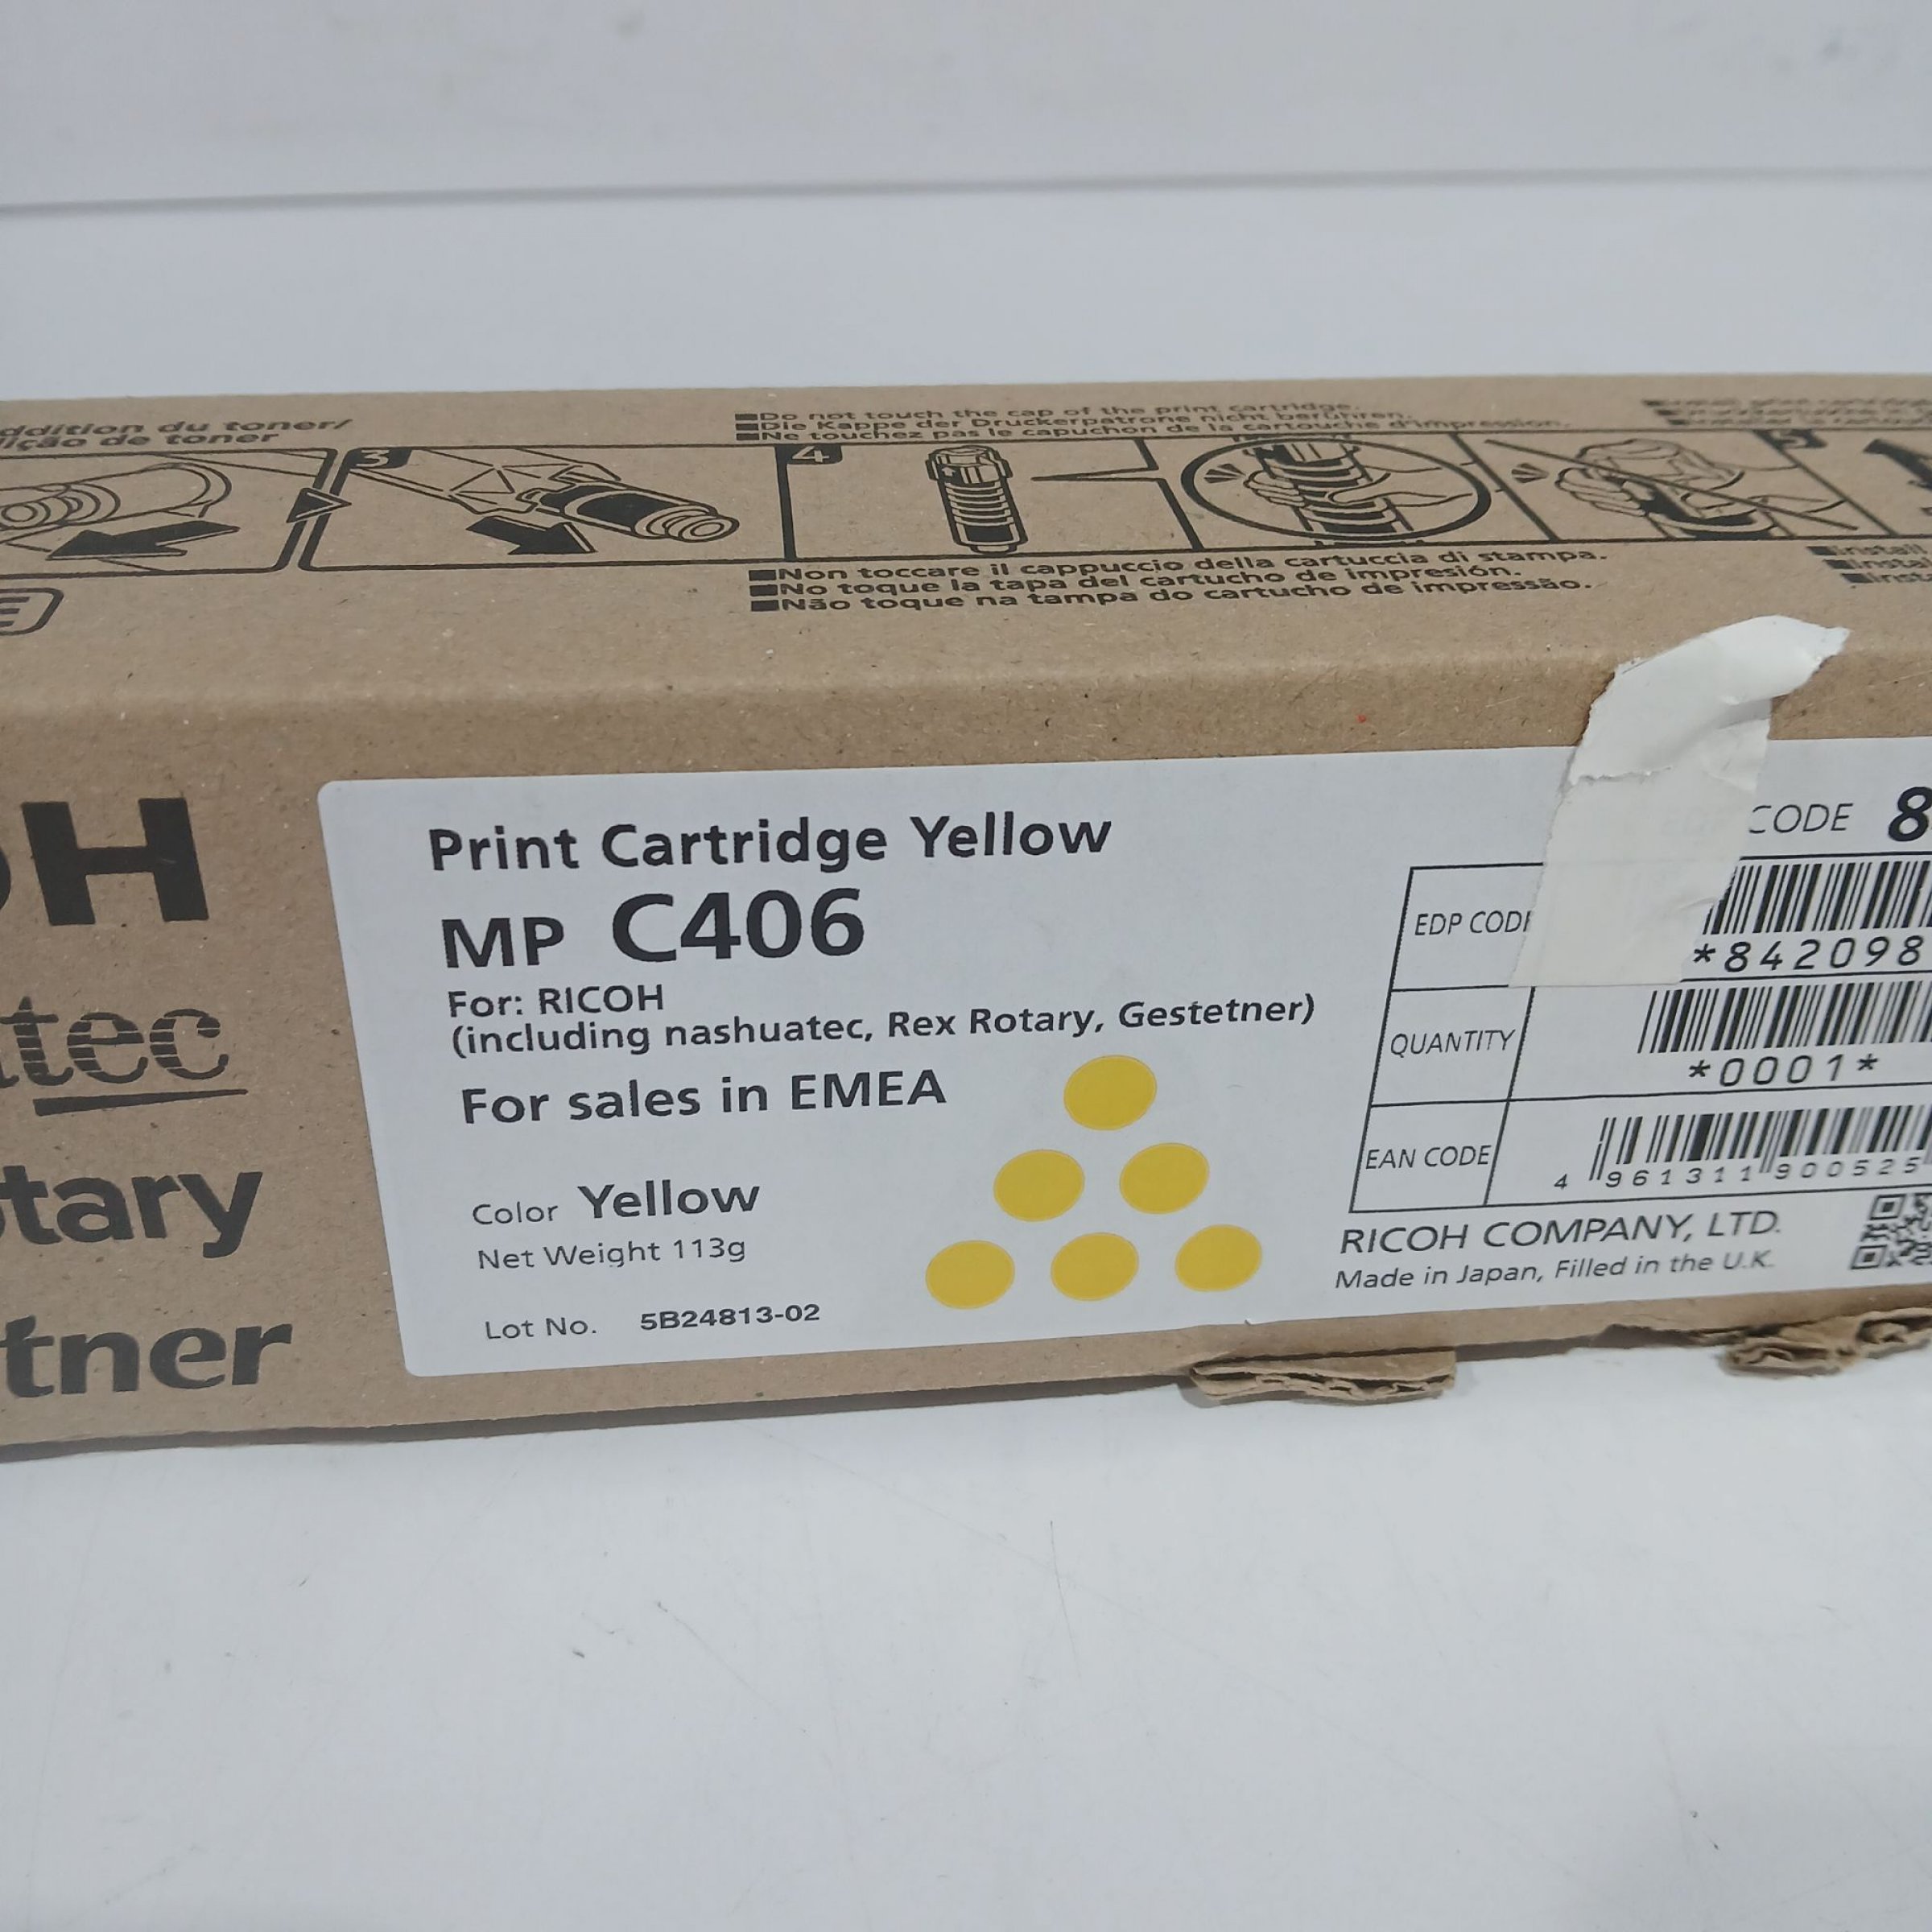 ddition du toner/
ição de toner
3
■Do not touch the cap of the print cartridge.
■Die Kappe der Druckerpatrone nicht berühren.
■Ne touchez pas le capuchon de la cartouche d'impression.
4
5
■Non toccare il cappuccio della cartuccia di stampa.
■No toque la tapa del cartucho de impresión.
■Não toque na tampa do cartucho de impressão.
■Install
■Instal
■Inst
E
OH
atec
otary
tner
Print Cartridge Yellow
MP C406
For: RICOH
(including nashuatec, Rex Rotary, Gestetner)
For sales in EMEA
Color Yellow
Net Weight 113g
Lot No. 5B24813-02
CODE 8
EDP CODE
*842098
QUANTITY
*0001*
EAN CODE
4 961311 900525
RICOH COMPANY, LTD.
Made in Japan, Filled in the U.K.